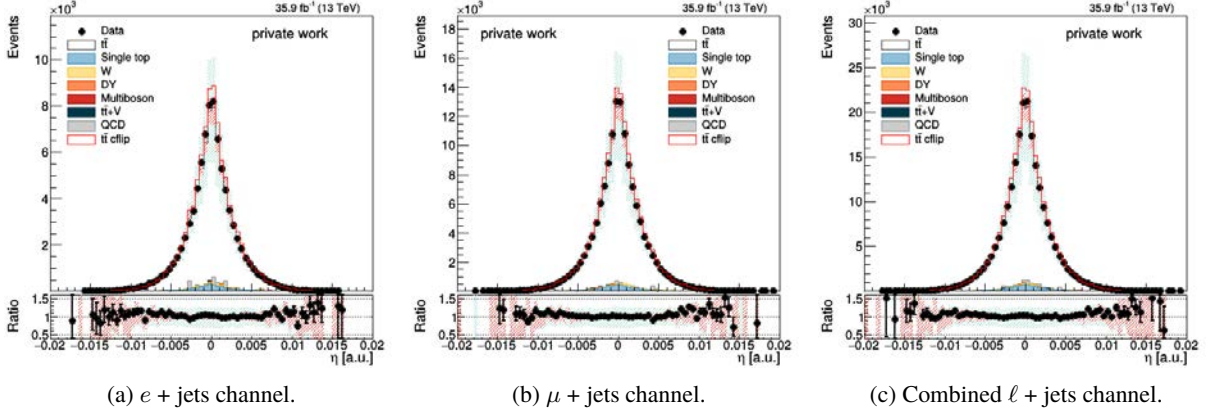 ×10³ 35.9 fb⁻¹ (13 TeV)
Events
private work
Data
tt̄
Single top
W
DY
Multiboson
tt̄+V
QCD
tt̄ cflip
10
8
6
4
2
Ratio
1.5
1
0.5
−0.02 −0.015 −0.01 −0.005 0 0.005 0.01 0.015 0.02
η [a.u.]
(a) e + jets channel.
×10³ 35.9 fb⁻¹ (13 TeV)
Events
private work
Data
tt̄
Single top
W
DY
Multiboson
tt̄+V
QCD
tt̄ cflip
18
16
14
12
10
8
6
4
2
0
Ratio
1.5
1
0.5
−0.02 −0.015 −0.01 −0.005 0 0.005 0.01 0.015 0.02
η [a.u.]
(b) μ + jets channel.
×10³ 35.9 fb⁻¹ (13 TeV)
Events
private work
Data
tt̄
Single top
W
DY
Multiboson
tt̄+V
QCD
tt̄ cflip
30
25
20
15
10
5
Ratio
1.5
1
0.5
−0.02 −0.015 −0.01 −0.005 0 0.005 0.01 0.015 0.02
η [a.u.]
(c) Combined ℓ + jets channel.